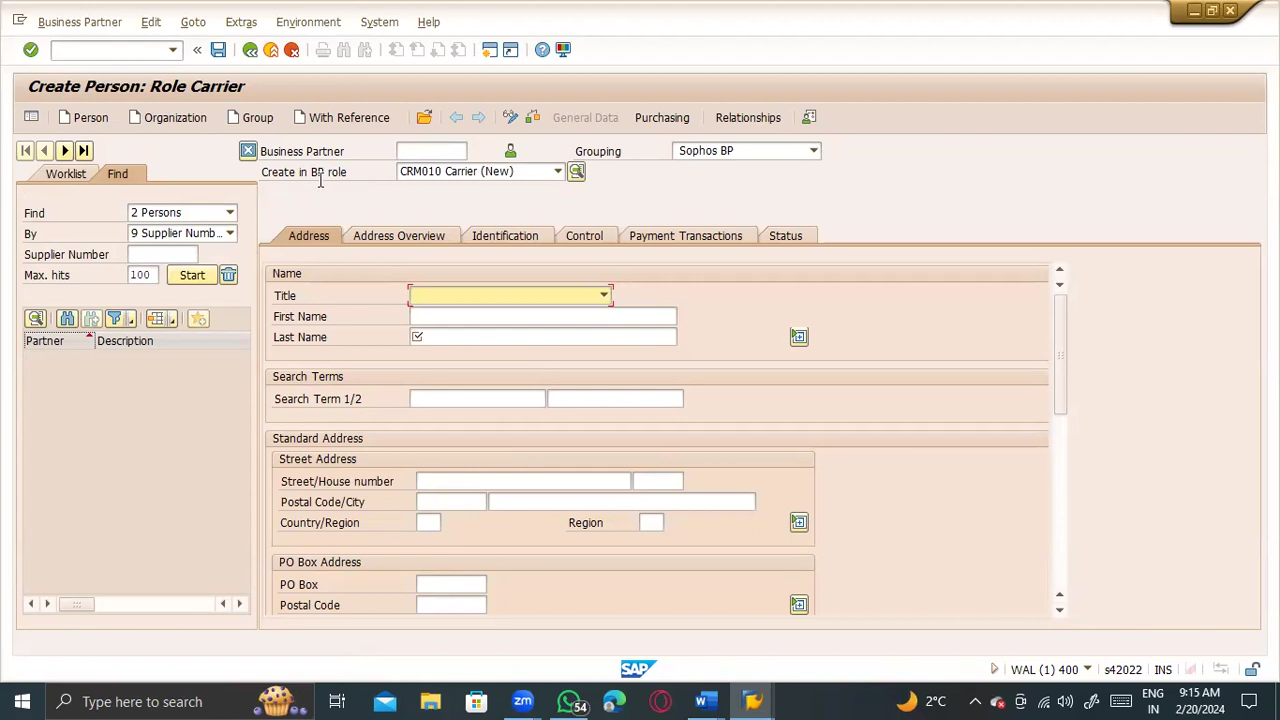 Business Partner Edit Goto Extras Environment System Help
Create Person: Role Carrier
Person Organization Group With Reference General Data Purchasing Relationships
Business Partner Grouping Sophos BP
Create in BP role CRM010 Carrier (New)
Worklist Find
Find 2 Persons
By 9 Supplier Numb...
Supplier Number
Max. hits 100 Start
Partner Description
Address Address Overview Identification Control Payment Transactions Status
Name
Title
First Name
Last Name
Search Terms
Search Term 1/2
Standard Address
Street Address
Street/House number
Postal Code/City
Country/Region Region
PO Box Address
PO Box
Postal Code
SAP WAL (1) 400 s42022 INS
Type here to search zm 54 2°C ENG 9:15 AM
IN 2/20/2024